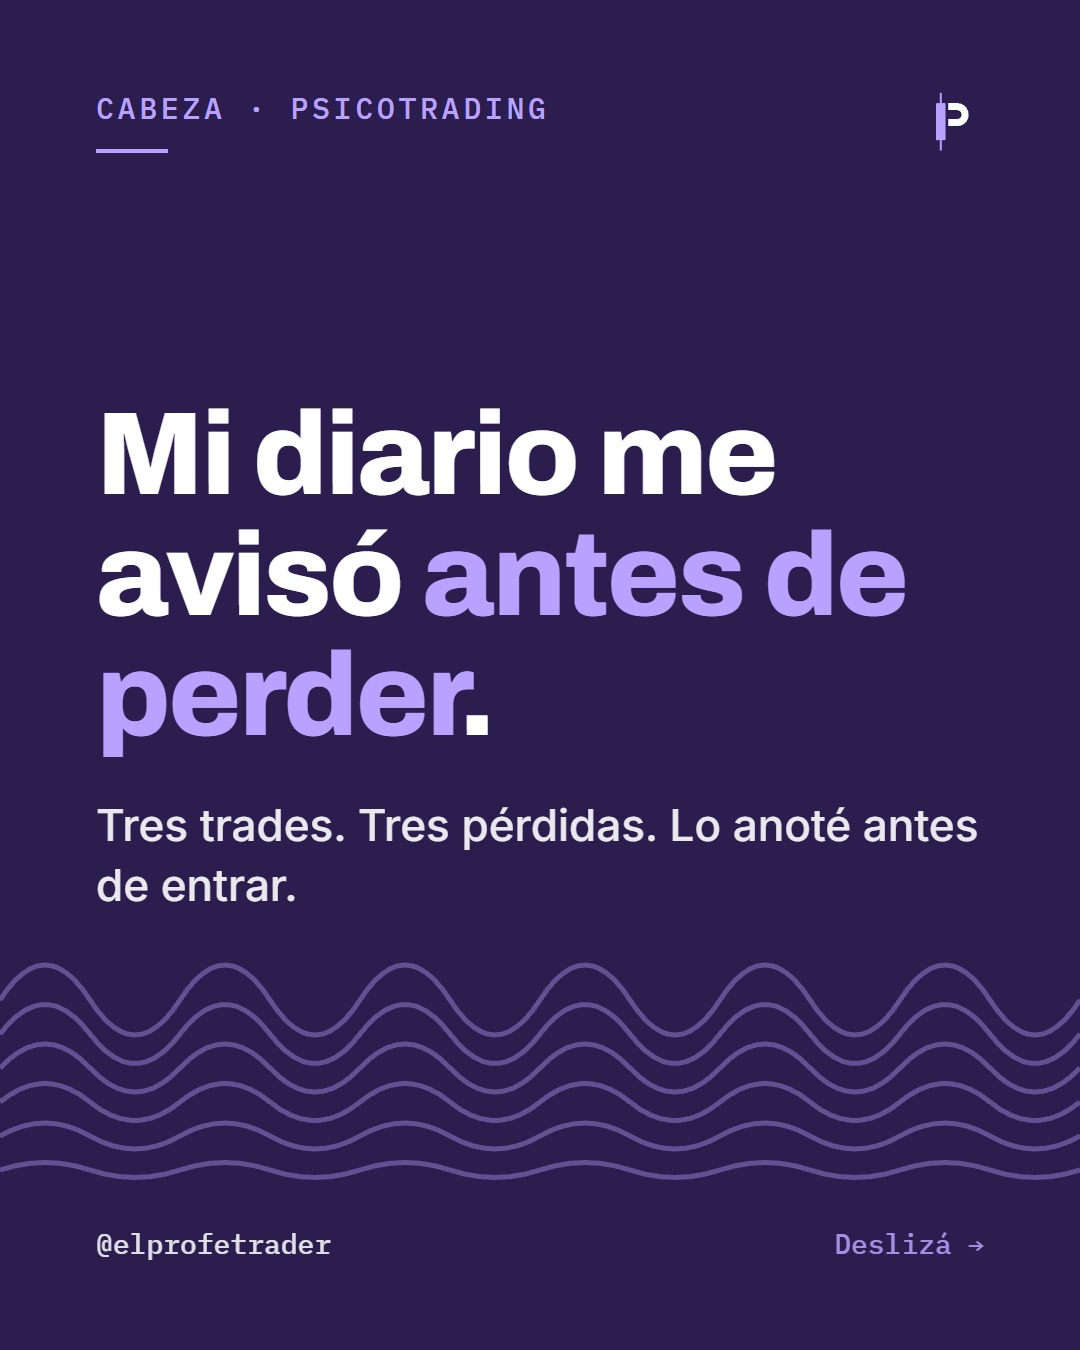 CABEZA · PSICOTRADING
P
Mi diario me
avisó antes de
perder.
Tres trades. Tres pérdidas. Lo anoté antes
de entrar.
@elprofetrader
Deslizá →